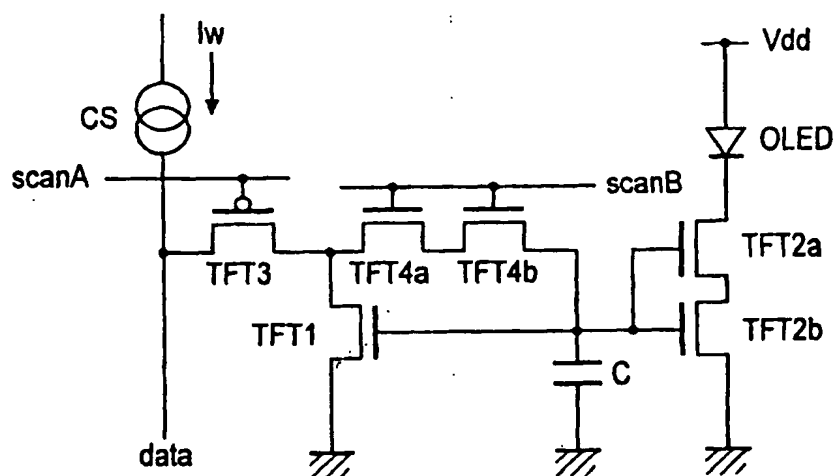 Iw
Vdd
CS
OLED
scanA
scanB
TFT3
TFT4a
TFT4b
TFT2a
TFT1
TFT2b
C
data